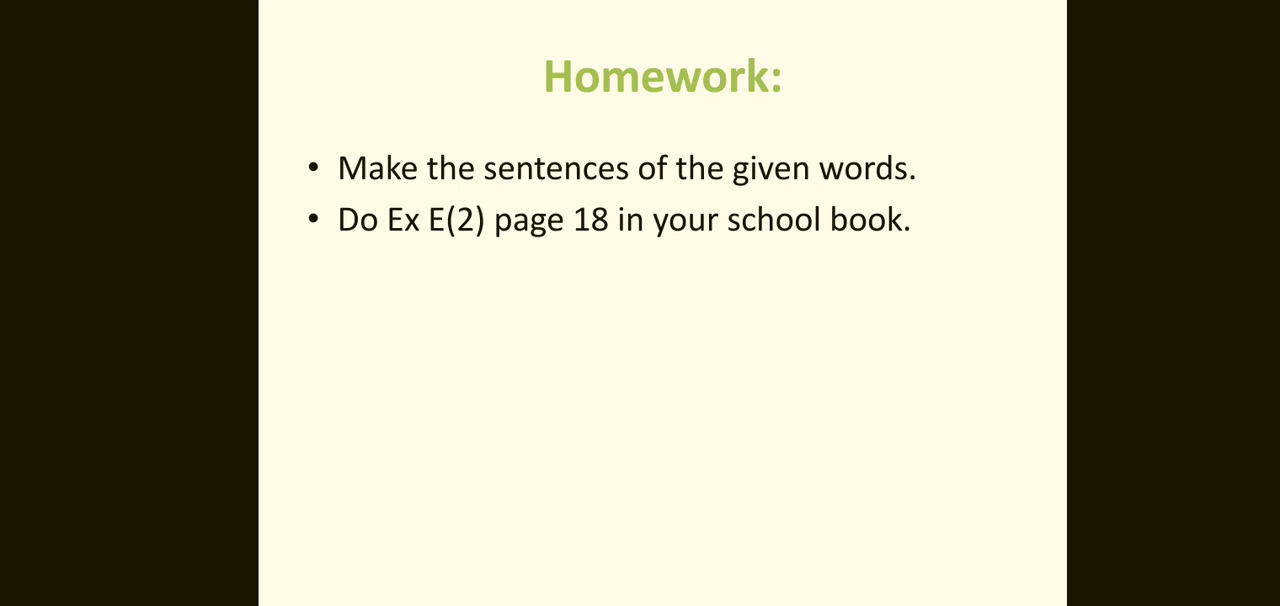 Homework:
• Make the sentences of the given words.
• Do Ex E(2) page 18 in your school book.